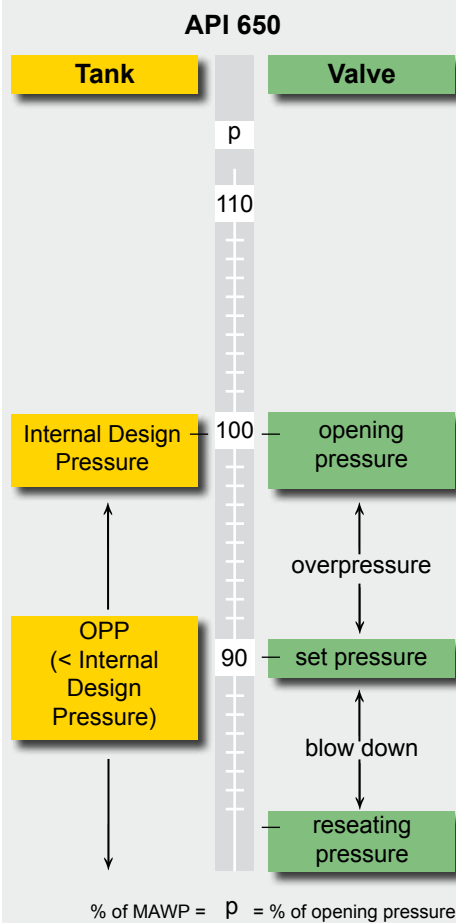 API 650
Tank
Valve
p
110
Internal Design
Pressure
100
opening
pressure
overpressure
OPP
(< Internal
Design
Pressure)
90
set pressure
blow down
reseating
pressure
% of MAWP = p = % of opening pressure